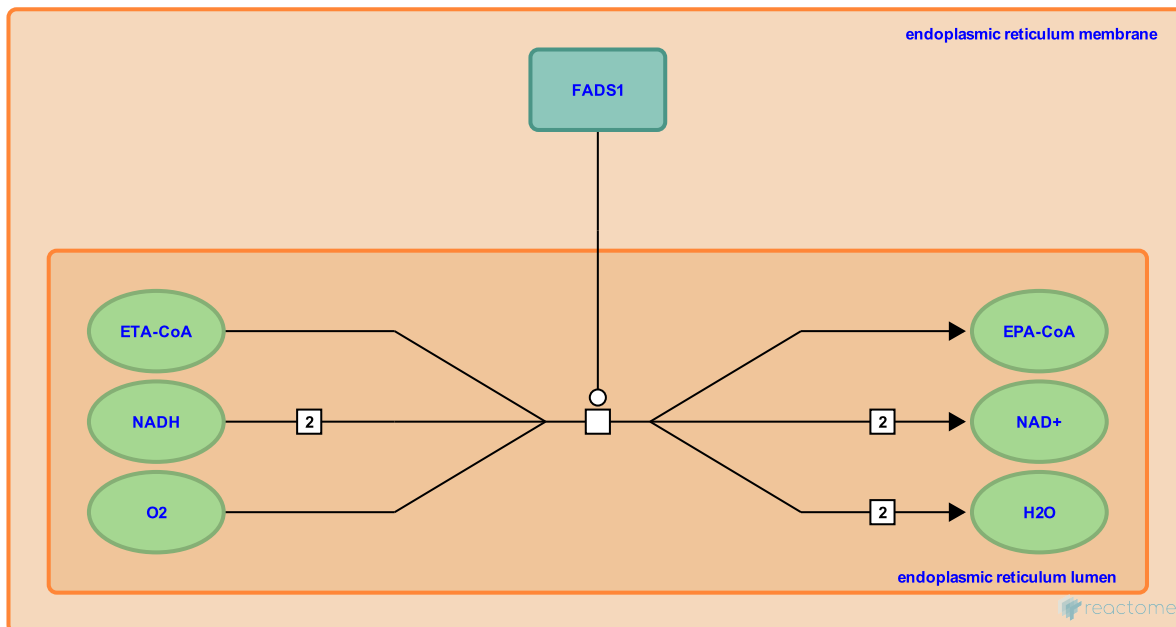 endoplasmic reticulum membrane
FADS1
ETA-CoA
EPA-CoA
NADH
2
2
NAD+
O2
2
H2O
endoplasmic reticulum lumen
reactome